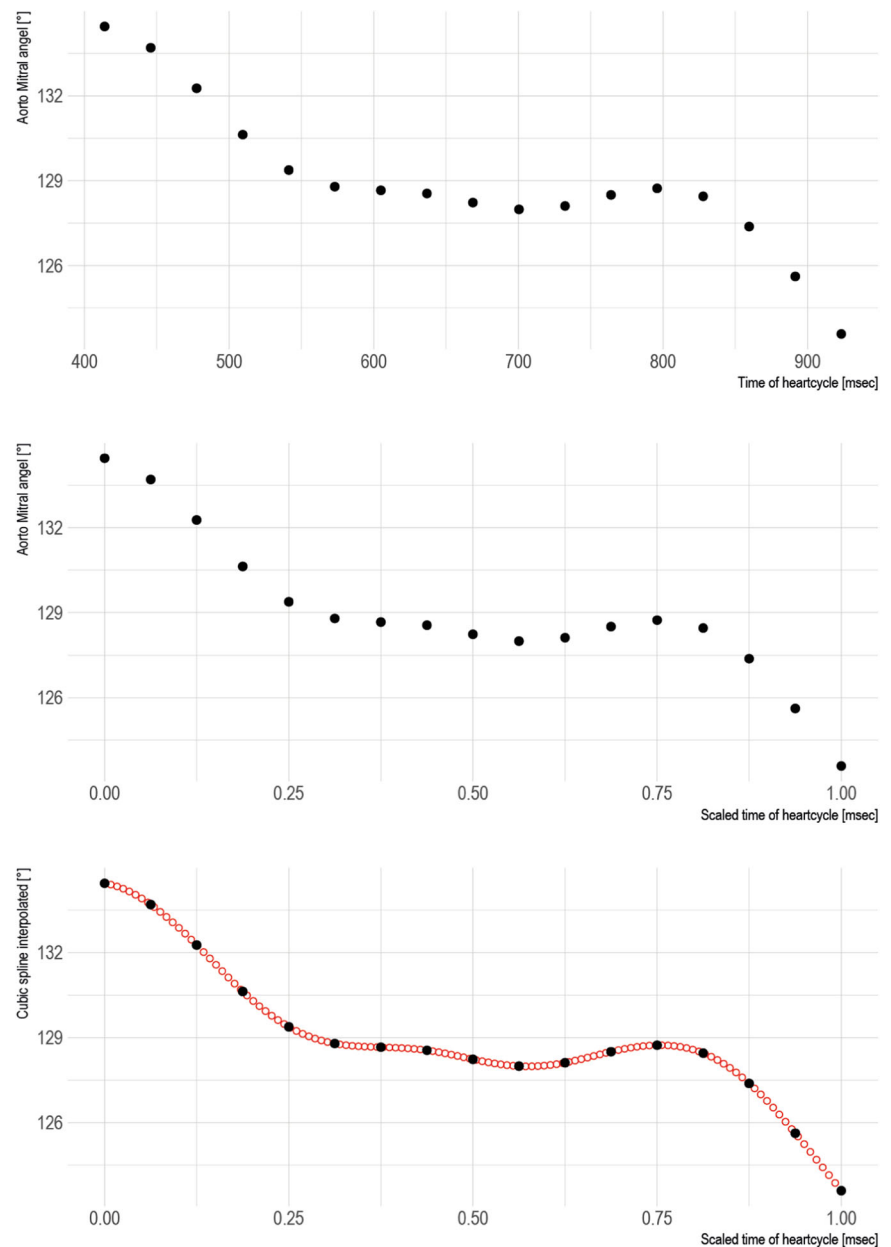 Aorto Mitral angel [°]
132
129
126
400 500 600 700 800 900
Time of heartcycle [msec]
Aorto Mitral angel [°]
132
129
126
0.00 0.25 0.50 0.75 1.00
Scaled time of heartcycle [msec]
Cubic spline interpolated [°]
132
129
126
0.00 0.25 0.50 0.75 1.00
Scaled time of heartcycle [msec]